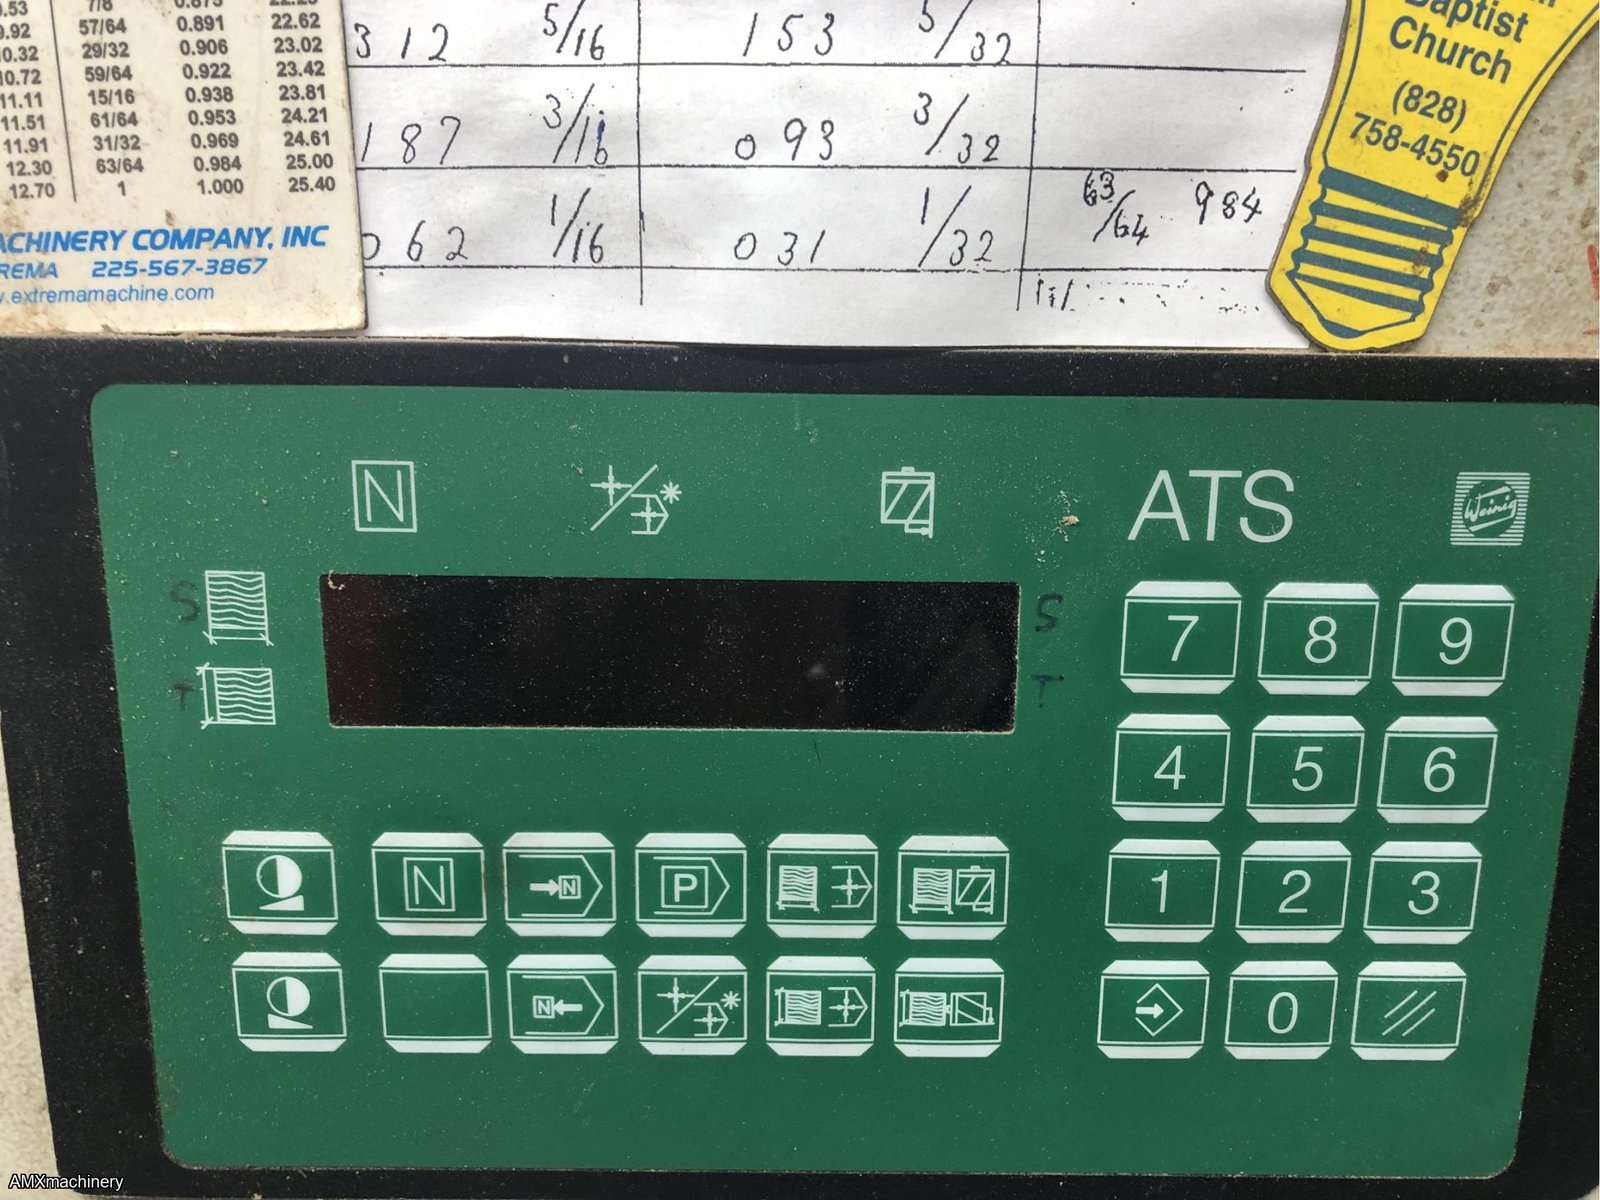 7/8 0.875
9.92 57/64 0.891 22.62
10.32 29/32 0.906 23.02
10.72 59/64 0.922 23.42
11.11 15/16 0.938 23.81
11.51 61/64 0.953 24.21
11.91 31/32 0.969 24.61
12.30 63/64 0.984 25.00
12.70 1 1.000 25.40
ACHINERY COMPANY, INC
REMA 225-567-3867
.extremamachine.com
312 5/16 153 5/32
187 3/16 093 3/32
062 1/16 031 1/32 63/64 984
Baptist
Church
(828)
758-4550
N ATS Weinig
S S
T T
7 8 9
4 5 6
N N P 1 2 3
N 0
AMXmachinery